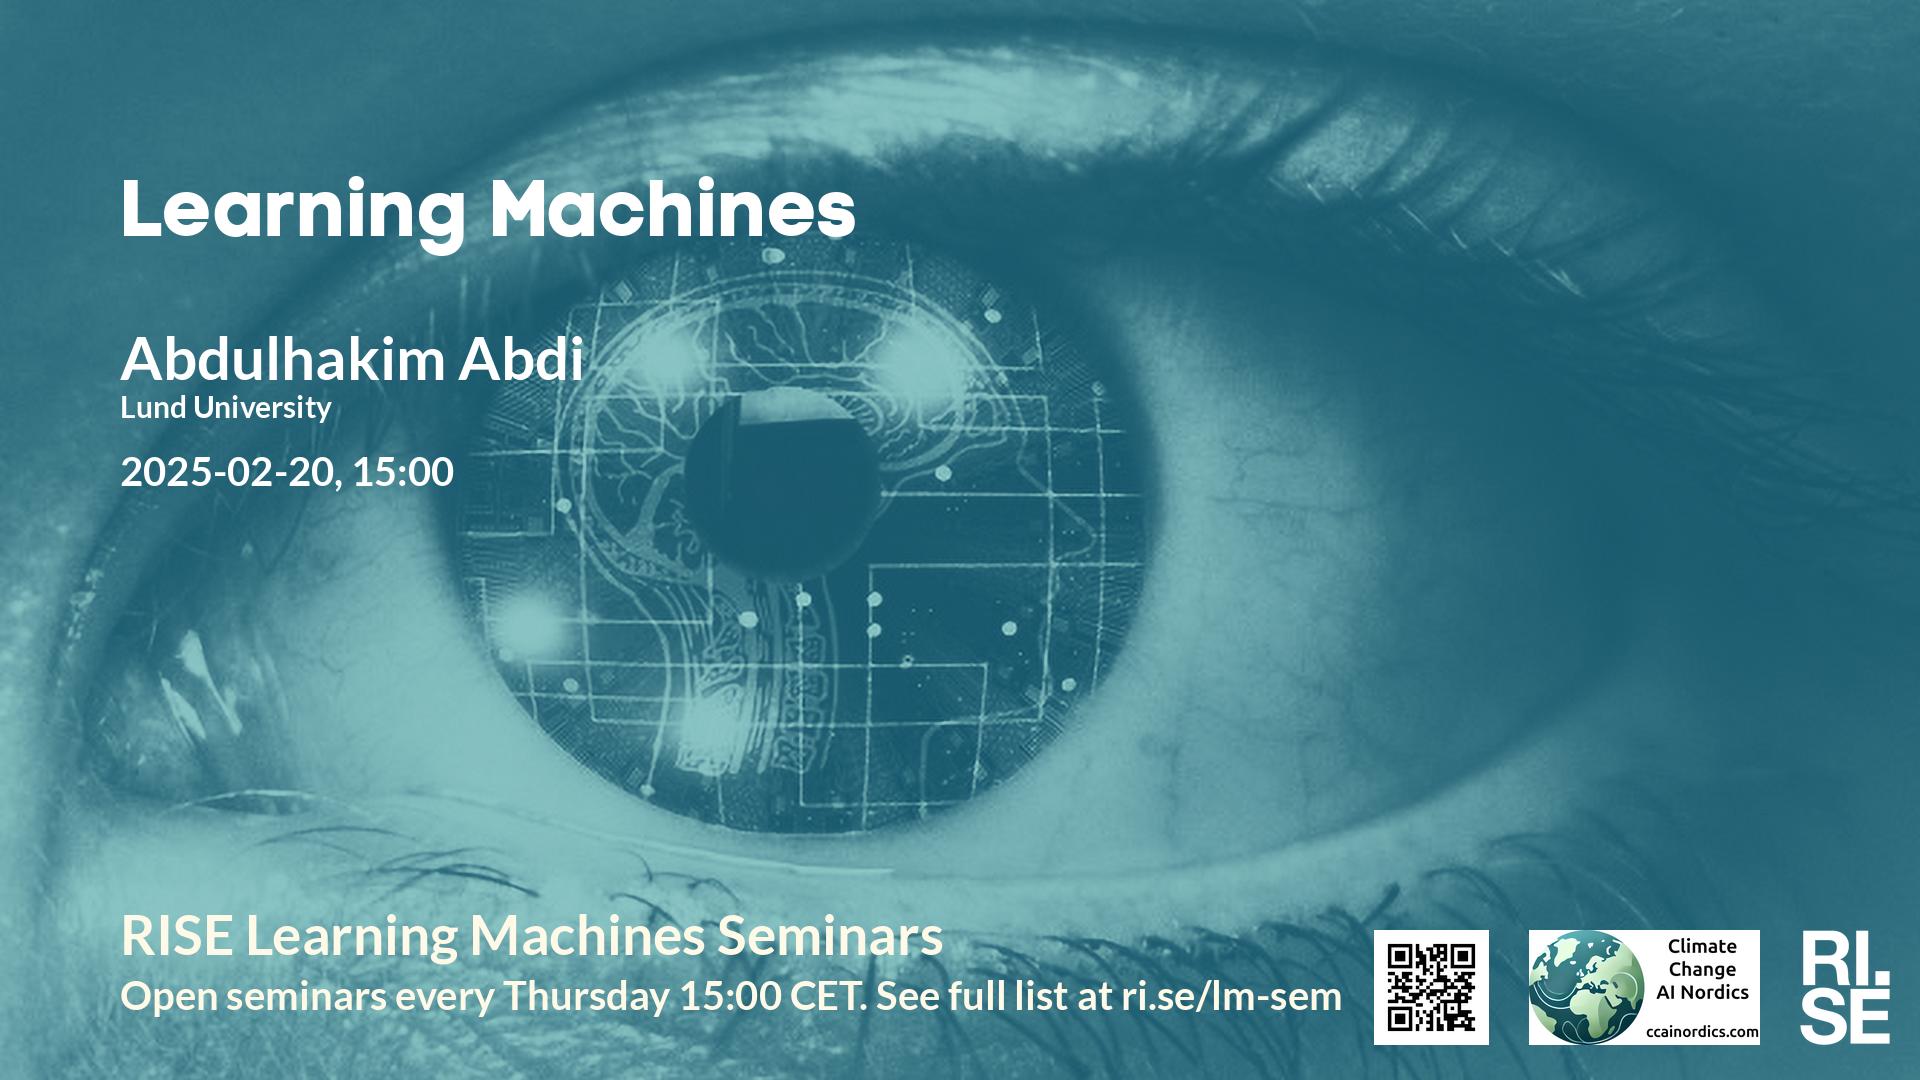 Learning Machines
Abdulhakim Abdi
Lund University
2025-02-20, 15:00
RISE Learning Machines Seminars
Open seminars every Thursday 15:00 CET. See full list at ri.se/lm-sem
Climate
Change
AI Nordics
ccainordics.com
RI.
SE